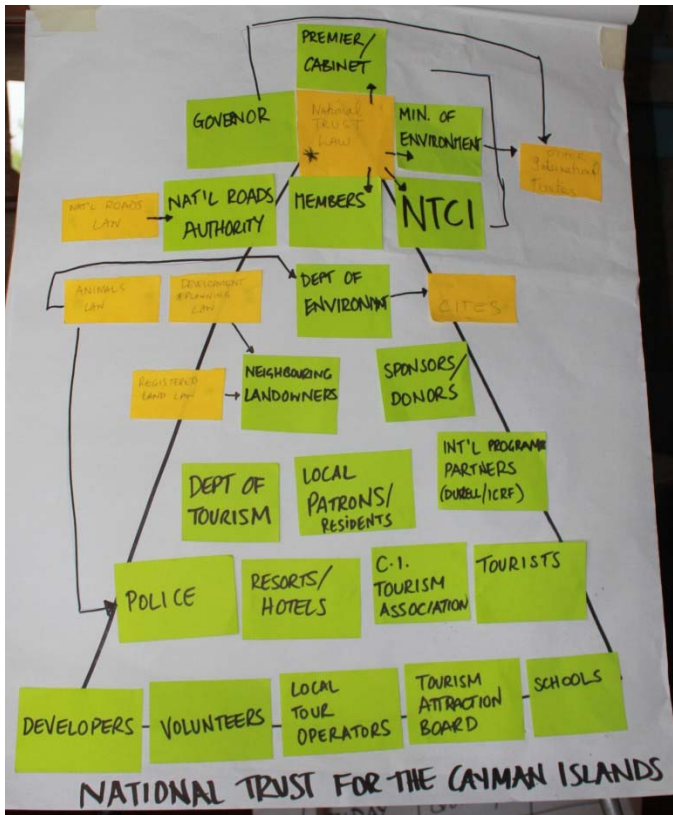 PREMIER/
CABINET
GOVENOR
National
TRUST
LAW
*
MIN. OF
ENVIRONMENT
OTHER
International
Treaties
NAT'L ROADS
LAW
NAT'L ROADS
AUTHORITY
MEMBERS
NTCI
ANIMALS
LAW
DEVELOPMENT
& PLANNING
LAW
DEPT OF
ENVIRONMNT
CITES
REGISTERED
LAND LAW
NEIGHBOURING
LANDOWNERS
SPONSORS/
DONORS
DEPT OF
TOURISM
LOCAL
PATRONS/
RESIDENTS
INT'L PROGRAM
PARTNERS
(DURELL/ICRF)
POLICE
RESORTS/
HOTELS
C.I.
TOURISM
ASSOCIATION
TOURISTS
DEVELOPERS
VOLUNTEERS
LOCAL
TOUR
OPERATORS
TOURISM
ATTRACTION
BOARD
SCHOOLS
NATIONAL TRUST FOR THE CAYMAN ISLANDS